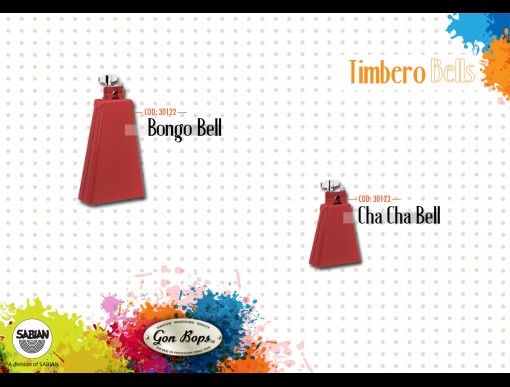 Timbero Bells
COD: 30122
Bongo Bell
COD: 30123
Cha Cha Bell
SABIAN
A division of SABIAN
Gon Bops